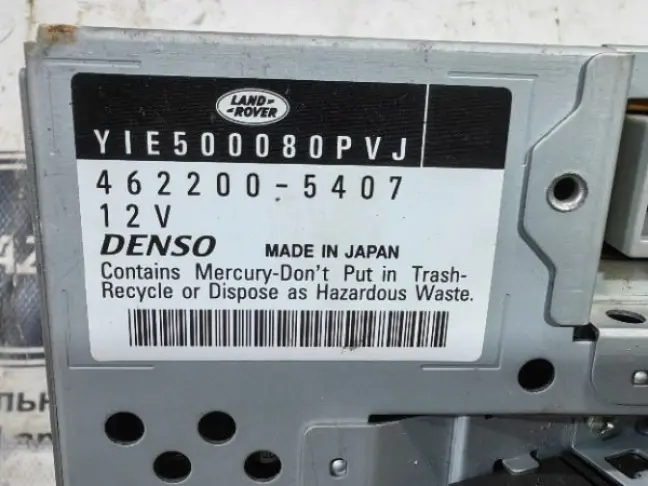 LAND-
-ROVER
YIE500080PVJ
462200-5407
12V
DENSO MADE IN JAPAN
Contains Mercury-Don't Put in Trash-
Recycle or Dispose as Hazardous Waste.